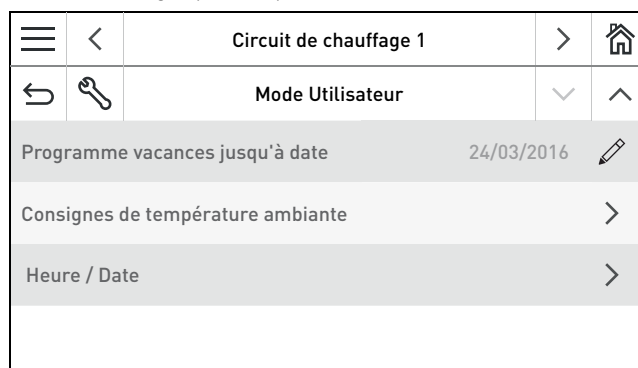 Circuit de chauffage 1
Mode Utilisateur
Programme vacances jusqu'à date 24/03/2016
Consignes de température ambiante
Heure / Date